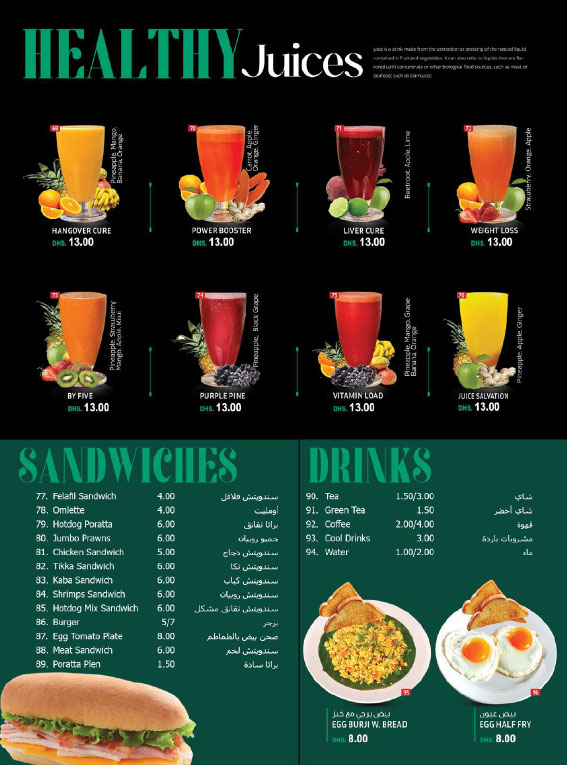 HEALTHY Juices
Juice is a drink made from the extraction or pressing of the natural liquid
contained in fruit and vegetables. It can also refer to liquids that are fla-
vored with concentrate or other biological food sources, such as meat or
seafood, such as clam juice
69
Pineapple, Mango,
Banana, Orange
HANGOVER CURE
DHS. 13.00
70
Carrot, Apple
Orange, Ginger
POWER BOOSTER
DHS. 13.00
71
Beetroot, Apple, Lime
LIVER CURE
DHS. 13.00
72
Strawberry, Orange, Apple
WEIGHT LOSS
DHS. 13.00
73
Pineapple, Strawberry
Mango, Apple, Kiwi
BY FIVE
DHS. 13.00
74
Pineapple, Black Grape
PURPLE PINE
DHS. 13.00
75
Pineapple, Mango, Grape
Banana, Orange
VITAMIN LOAD
DHS. 13.00
76
Pineapple, Apple, Ginger
JUICE SALVATION
DHS. 13.00
SANDWICHES
77. Felafil Sandwich 4.00 سندويتش فلافل
78. Omlette 4.00 أومليت
79. Hotdog Poratta 6.00 براتا نقانق
80. Jumbo Prawns 6.00 جمبو روبيان
81. Chicken Sandwich 5.00 سندويتش دجاج
82. Tikka Sandwich 6.00 سندويتش تكا
83. Kaba Sandwich 6.00 سندويتش كباب
84. Shrimps Sandwich 6.00 سندويتش روبيان
85. Hotdog Mix Sandwich 6.00 سندويتش نقانق مشكل
86. Burger 5/7 برجر
87. Egg Tomato Plate 8.00 صحن بيض بالطماطم
88. Meat Sandwich 6.00 سندويتش لحم
89. Poratta Plen 1.50 براتا سادة
DRINKS
90. Tea 1.50/3.00 شاي
91. Green Tea 1.50 شاي أخضر
92. Coffee 2.00/4.00 قهوة
93. Cool Drinks 3.00 مشروبات باردة
94. Water 1.00/2.00 ماء
95
بيض برجي مع خبز
EGG BURJI W. BREAD
DHS. 8.00
96
بيض عيون
EGG HALF FRY
DHS. 8.00